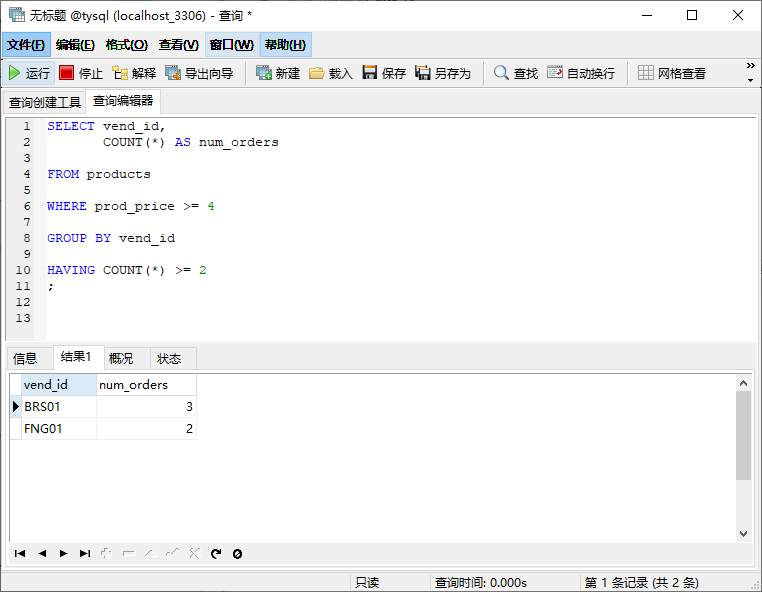 无标题 @tysql (localhost_3306) - 查询 *
文件(F) 编辑(E) 格式(O) 查看(V) 窗口(W) 帮助(H)
运行 停止 解释 导出向导 新建 载入 保存 另存为 查找 自动换行 网格查看 »
查询创建工具 查询编辑器
1 SELECT vend_id,
2 COUNT(*) AS num_orders
3
4 FROM products
5
6 WHERE prod_price >= 4
7
8 GROUP BY vend_id
9
10 HAVING COUNT(*) >= 2
11 ;
12
13
信息 结果1 概况 状态
vend_id num_orders
BRS01 3
FNG01 2
只读 查询时间: 0.000s 第 1 条记录 (共 2 条)